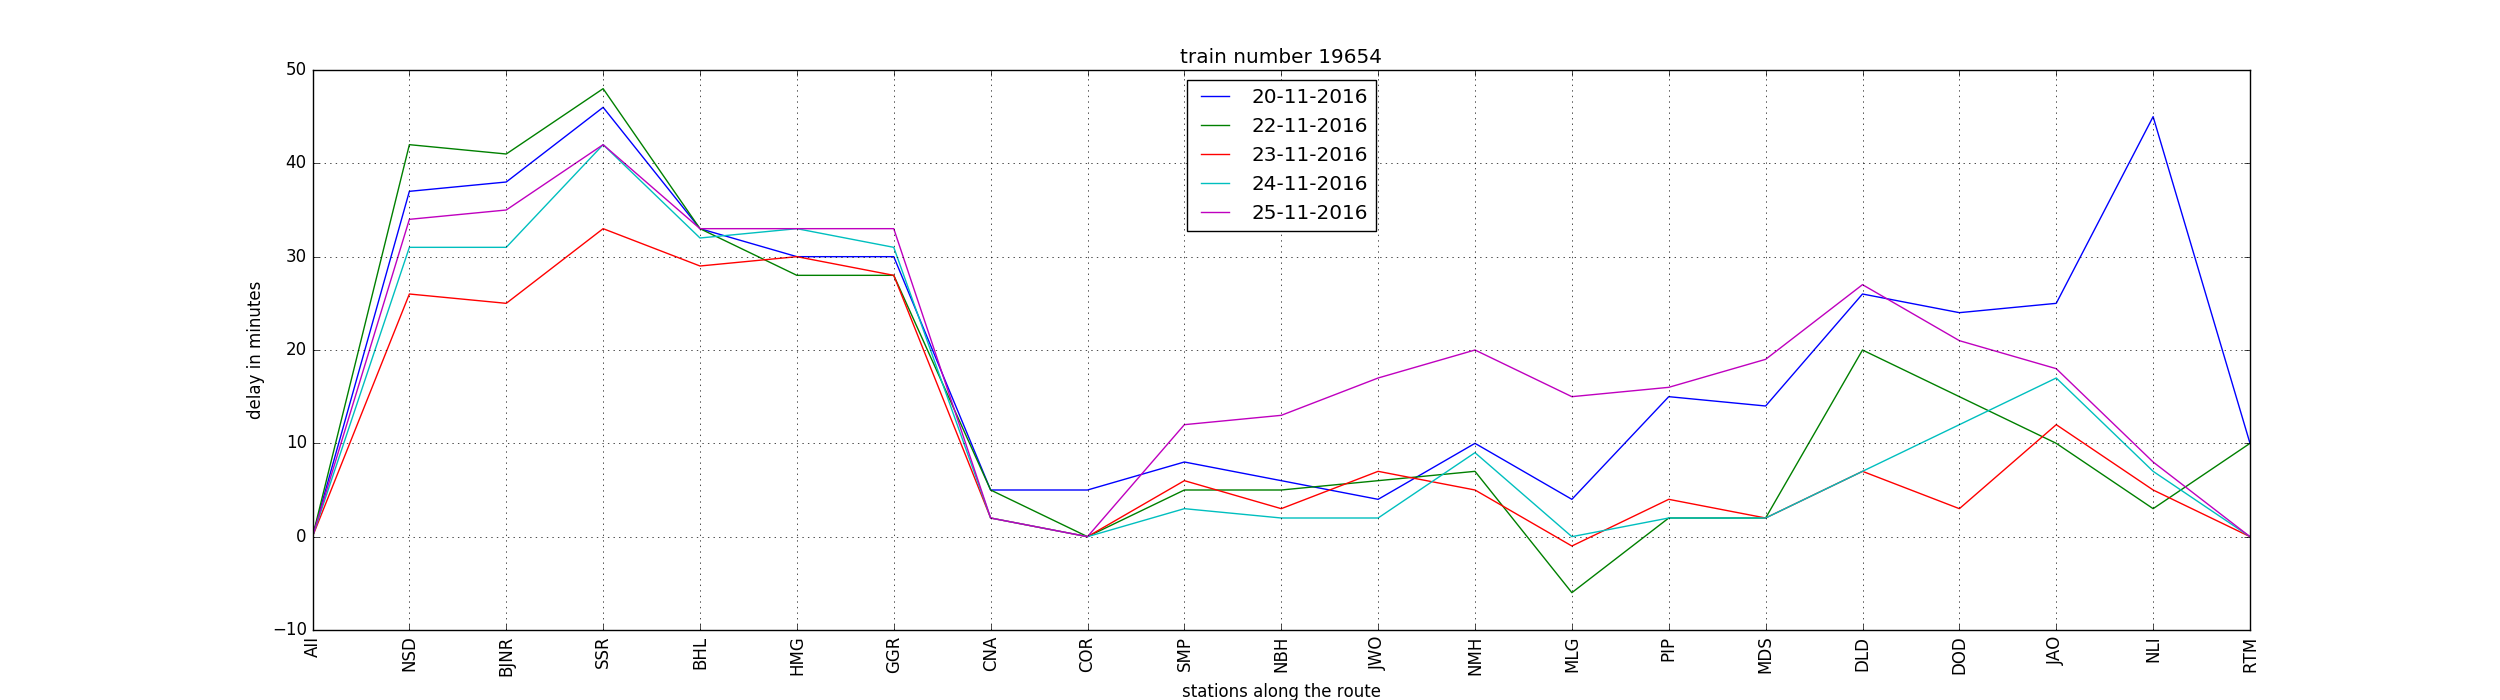 train number 19654
20-11-2016
22-11-2016
23-11-2016
24-11-2016
25-11-2016
50
40
30
20
10
0
−10
delay in minutes
AII
NSD
BJNR
SSR
BHL
HMG
GGR
CNA
COR
SMP
NBH
JWO
NMH
MLG
PIP
MDS
DLD
DOD
JAO
NLI
RTM
stations along the route